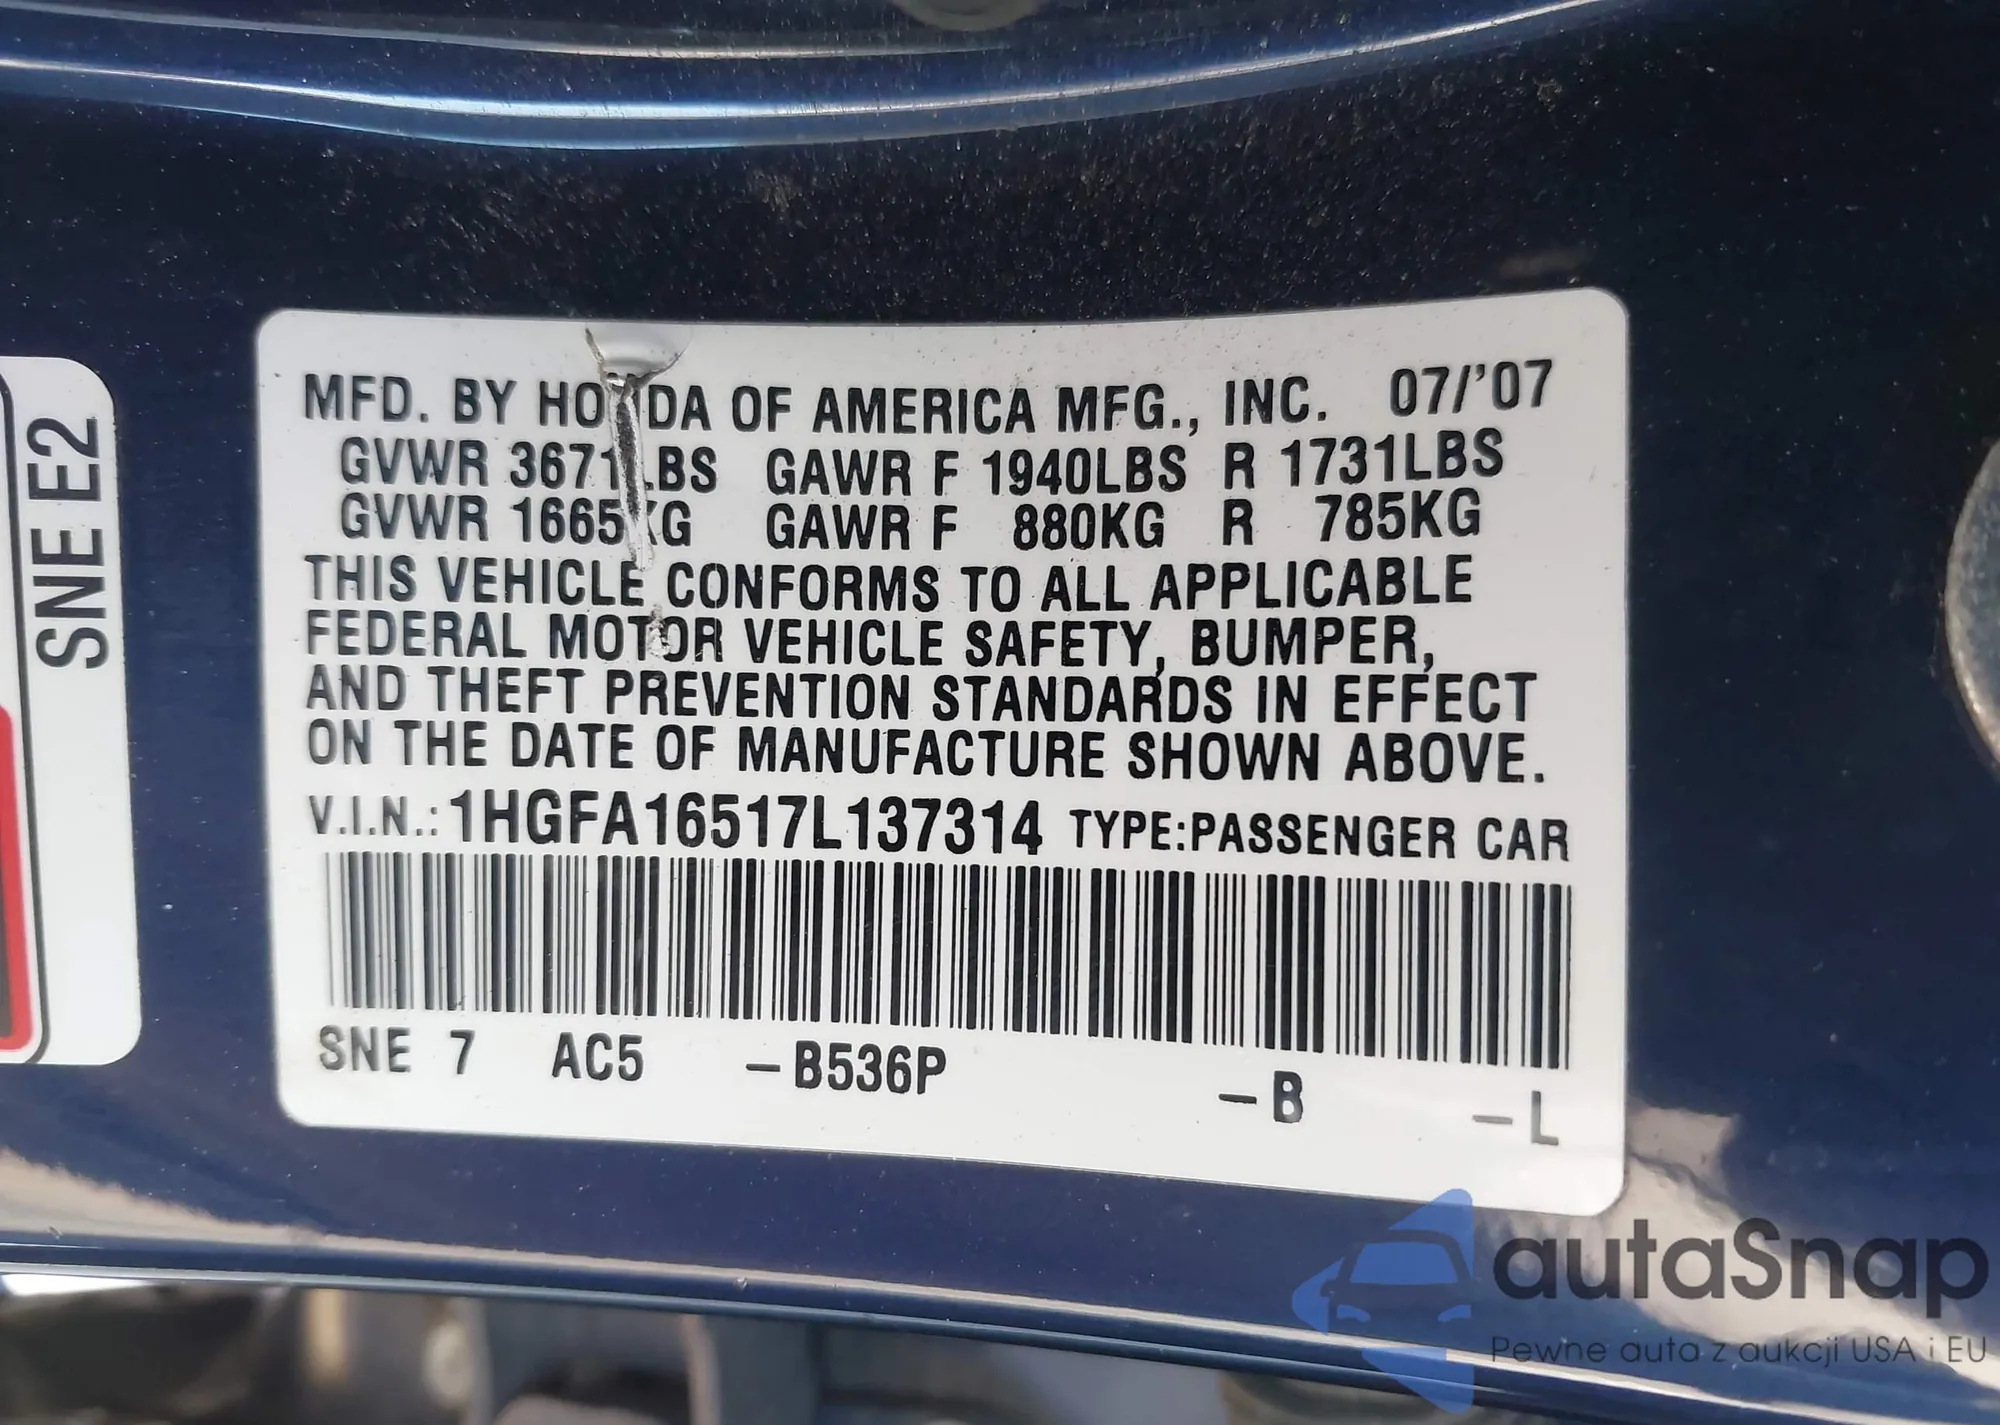 SNE E2
MFD. BY HONDA OF AMERICA MFG., INC. 07/'07
GVWR 3671LBS GAWR F 1940LBS R 1731LBS
GVWR 1665KG GAWR F 880KG R 785KG
THIS VEHICLE CONFORMS TO ALL APPLICABLE
FEDERAL MOTOR VEHICLE SAFETY, BUMPER,
AND THEFT PREVENTION STANDARDS IN EFFECT
ON THE DATE OF MANUFACTURE SHOWN ABOVE.
V.I.N.: 1HGFA16517L137314 TYPE:PASSENGER CAR
SNE 7 AC5 –B536P –B –L
autaSnap
Pewne auta z aukcji USA i EU